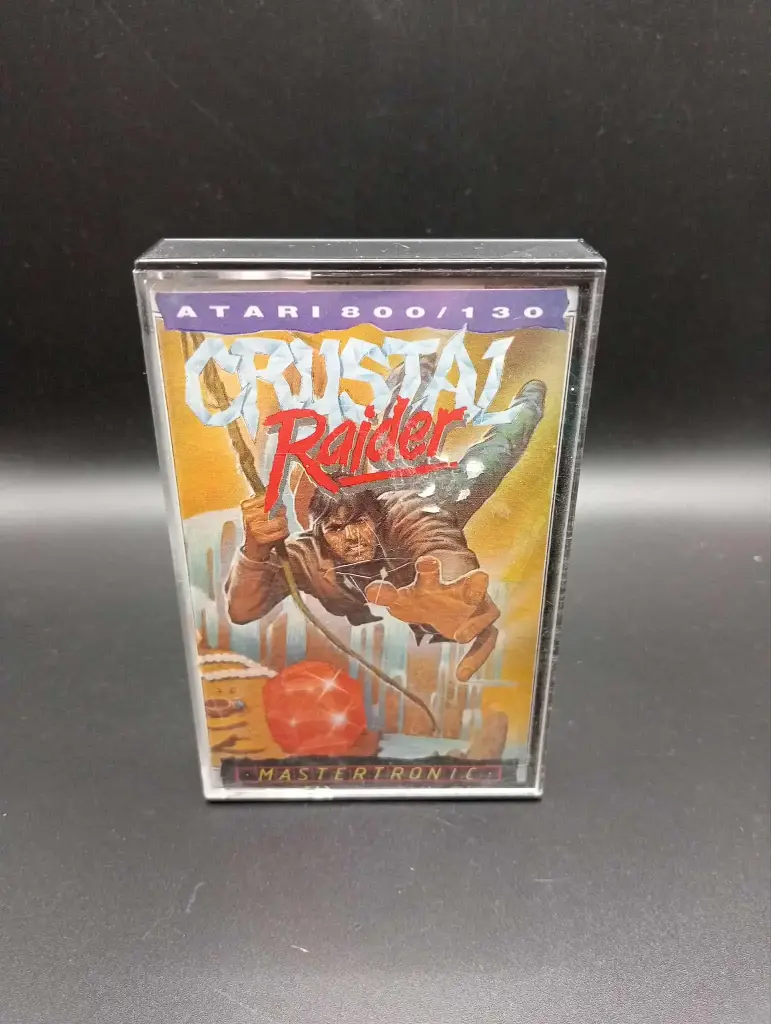 ATARI 800/130
CRYSTAL
Raider
· MASTERTRONIC ·